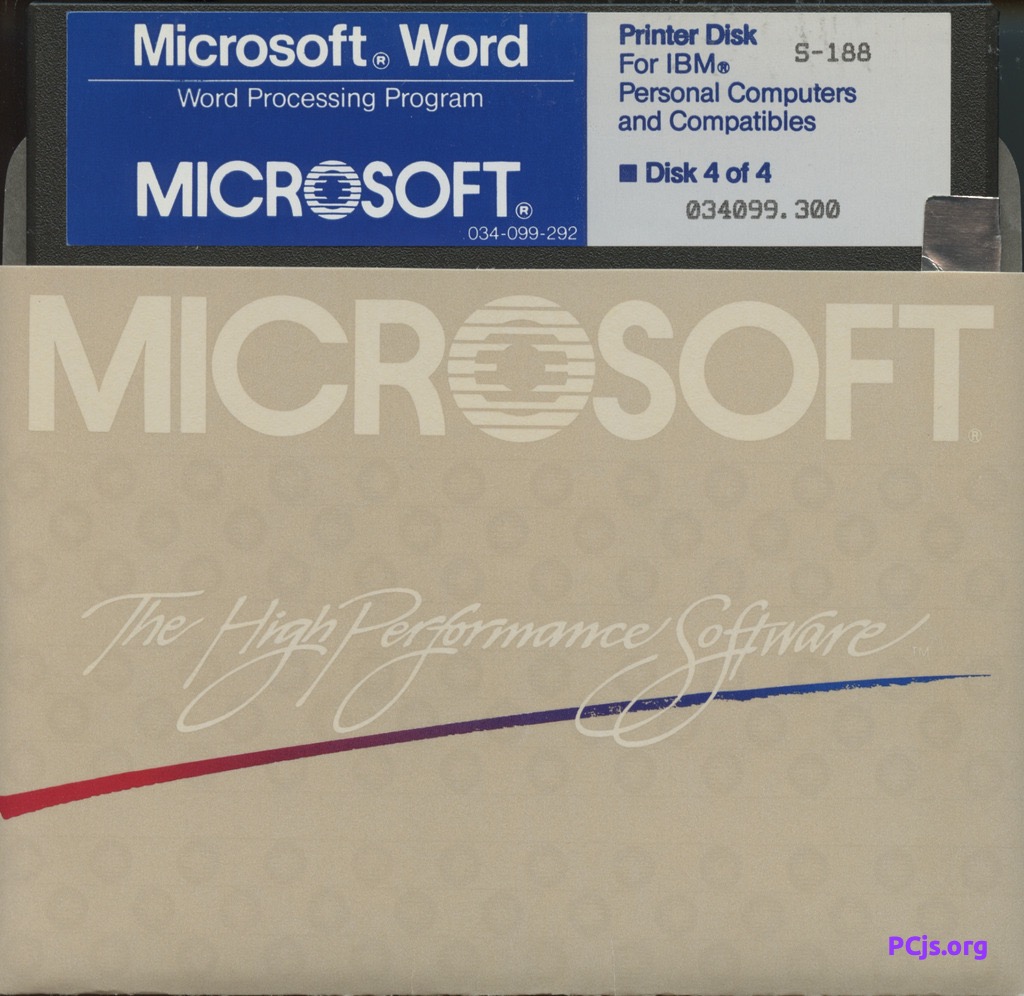 Microsoft® Word
Word Processing Program
MICROSOFT®
034-099-292
Printer Disk S-188
For IBM®
Personal Computers
and Compatibles
■ Disk 4 of 4
034099.300
MICROSOFT®
The High Performance Software™
PCjs.org